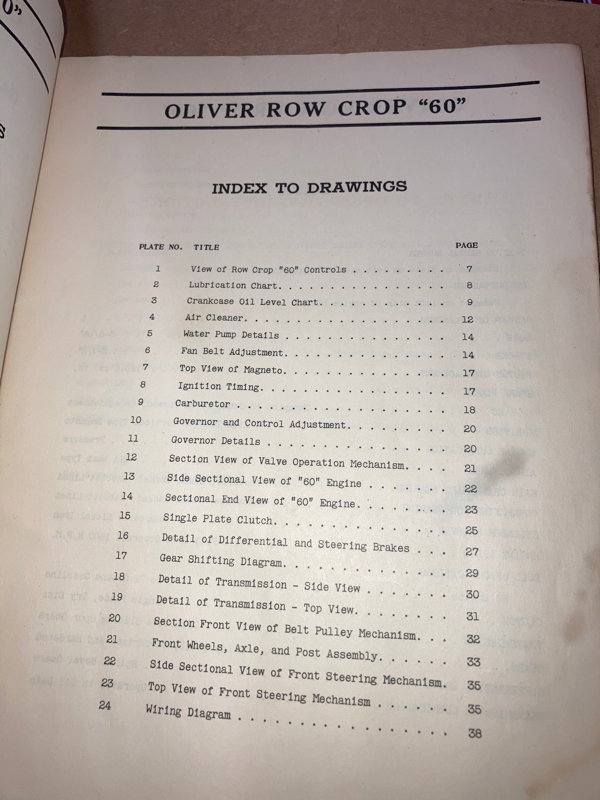 OLIVER ROW CROP "60"
INDEX TO DRAWINGS
PLATE NO. TITLE PAGE
1 View of Row Crop "60" Controls . . . . . . . . . 7
2 Lubrication Chart. . . . . . . . . . . . . . . . 8
3 Crankcase Oil Level Chart. . . . . . . . . . . . 9
4 Air Cleaner. . . . . . . . . . . . . . . . . . . 12
5 Water Pump Details . . . . . . . . . . . . . . . 14
6 Fan Belt Adjustment. . . . . . . . . . . . . . . 14
7 Top View of Magneto. . . . . . . . . . . . . . . 17
8 Ignition Timing. . . . . . . . . . . . . . . . . 17
9 Carburetor . . . . . . . . . . . . . . . . . . . 18
10 Governor and Control Adjustment. . . . . . . . . 20
11 Governor Details . . . . . . . . . . . . . . . . 20
12 Section View of Valve Operation Mechanism. . . . 21
13 Side Sectional View of "60" Engine . . . . . . . 22
14 Sectional End View of "60" Engine. . . . . . . . 23
15 Single Plate Clutch. . . . . . . . . . . . . . . 25
16 Detail of Differential and Steering Brakes . . . 27
17 Gear Shifting Diagram. . . . . . . . . . . . . . 29
18 Detail of Transmission - Side View . . . . . . . 30
19 Detail of Transmission - Top View. . . . . . . . 31
20 Section Front View of Belt Pulley Mechanism. . . 32
21 Front Wheels, Axle, and Post Assembly. . . . . . 33
22 Side Sectional View of Front Steering Mechanism. 35
23 Top View of Front Steering Mechanism . . . . . . 35
24 Wiring Diagram . . . . . . . . . . . . . . . . . 38